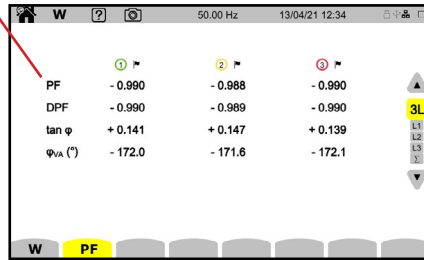 W ? 50.00 Hz 13/04/21 12:34
1 2 3
PF - 0.990 - 0.988 - 0.990
DPF - 0.990 - 0.989 - 0.990
tan φ + 0.141 + 0.147 + 0.139
φVA (°) - 172.0 - 171.6 - 172.1
3L
L1
L2
L3
Σ
W PF